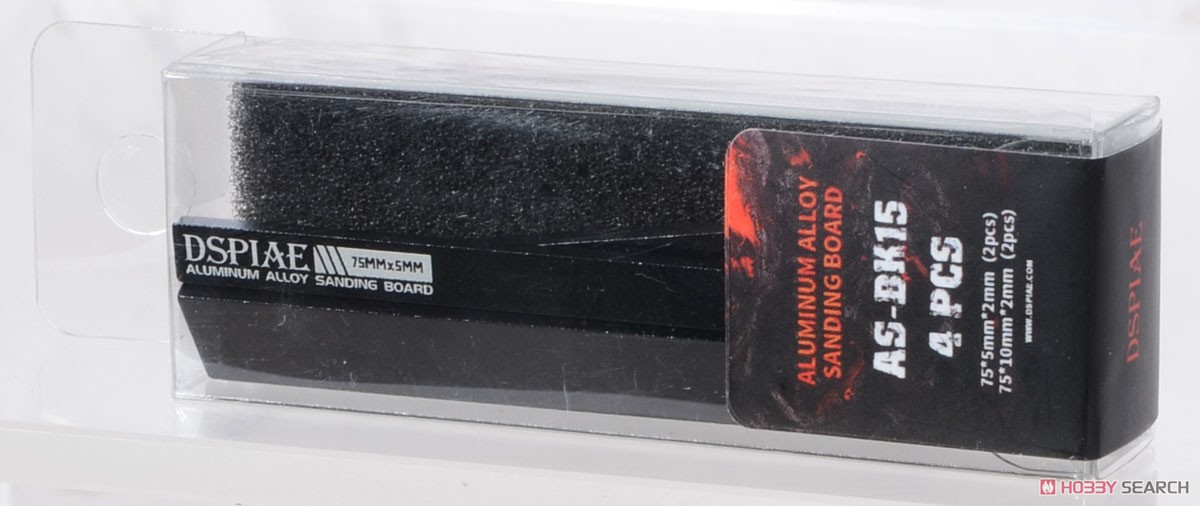 DSPIAE
75MMx5MM
ALUMINUM ALLOY SANDING BOARD
ALUMINUM ALLOY
SANDING BOARD
AS-BK15
4 PCS
75*5mm*2mm (2pcs)
75*10mm*2mm (2pcs)
WWW.DSPIAE.COM
DSPIAE
HOBBY SEARCH